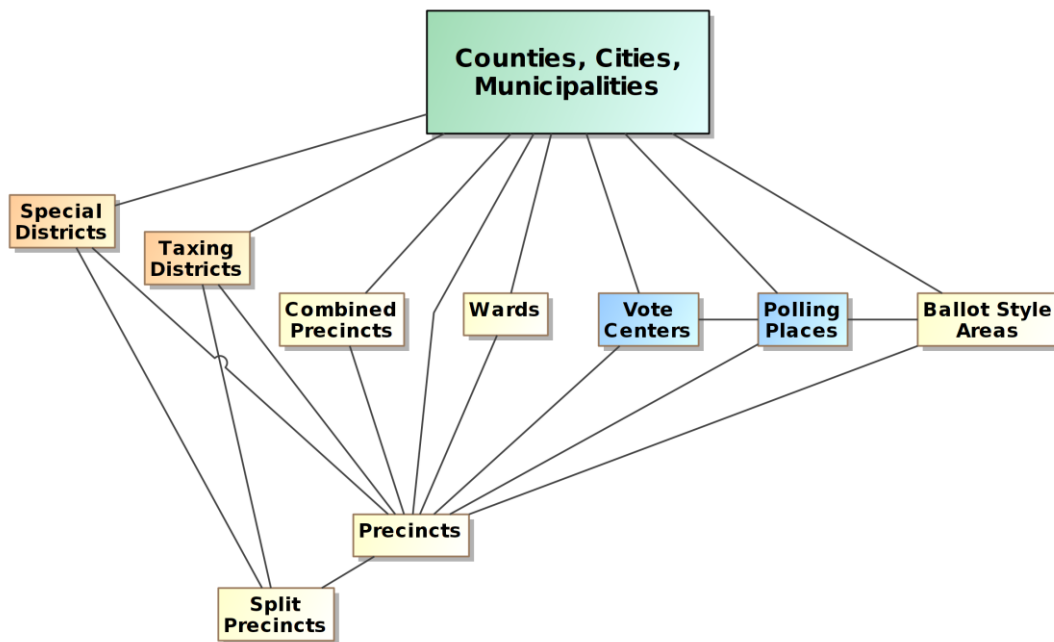 Counties, Cities,
Municipalities
Special
Districts
Taxing
Districts
Combined
Precincts
Wards
Vote
Centers
Polling
Places
Ballot Style
Areas
Precincts
Split
Precincts